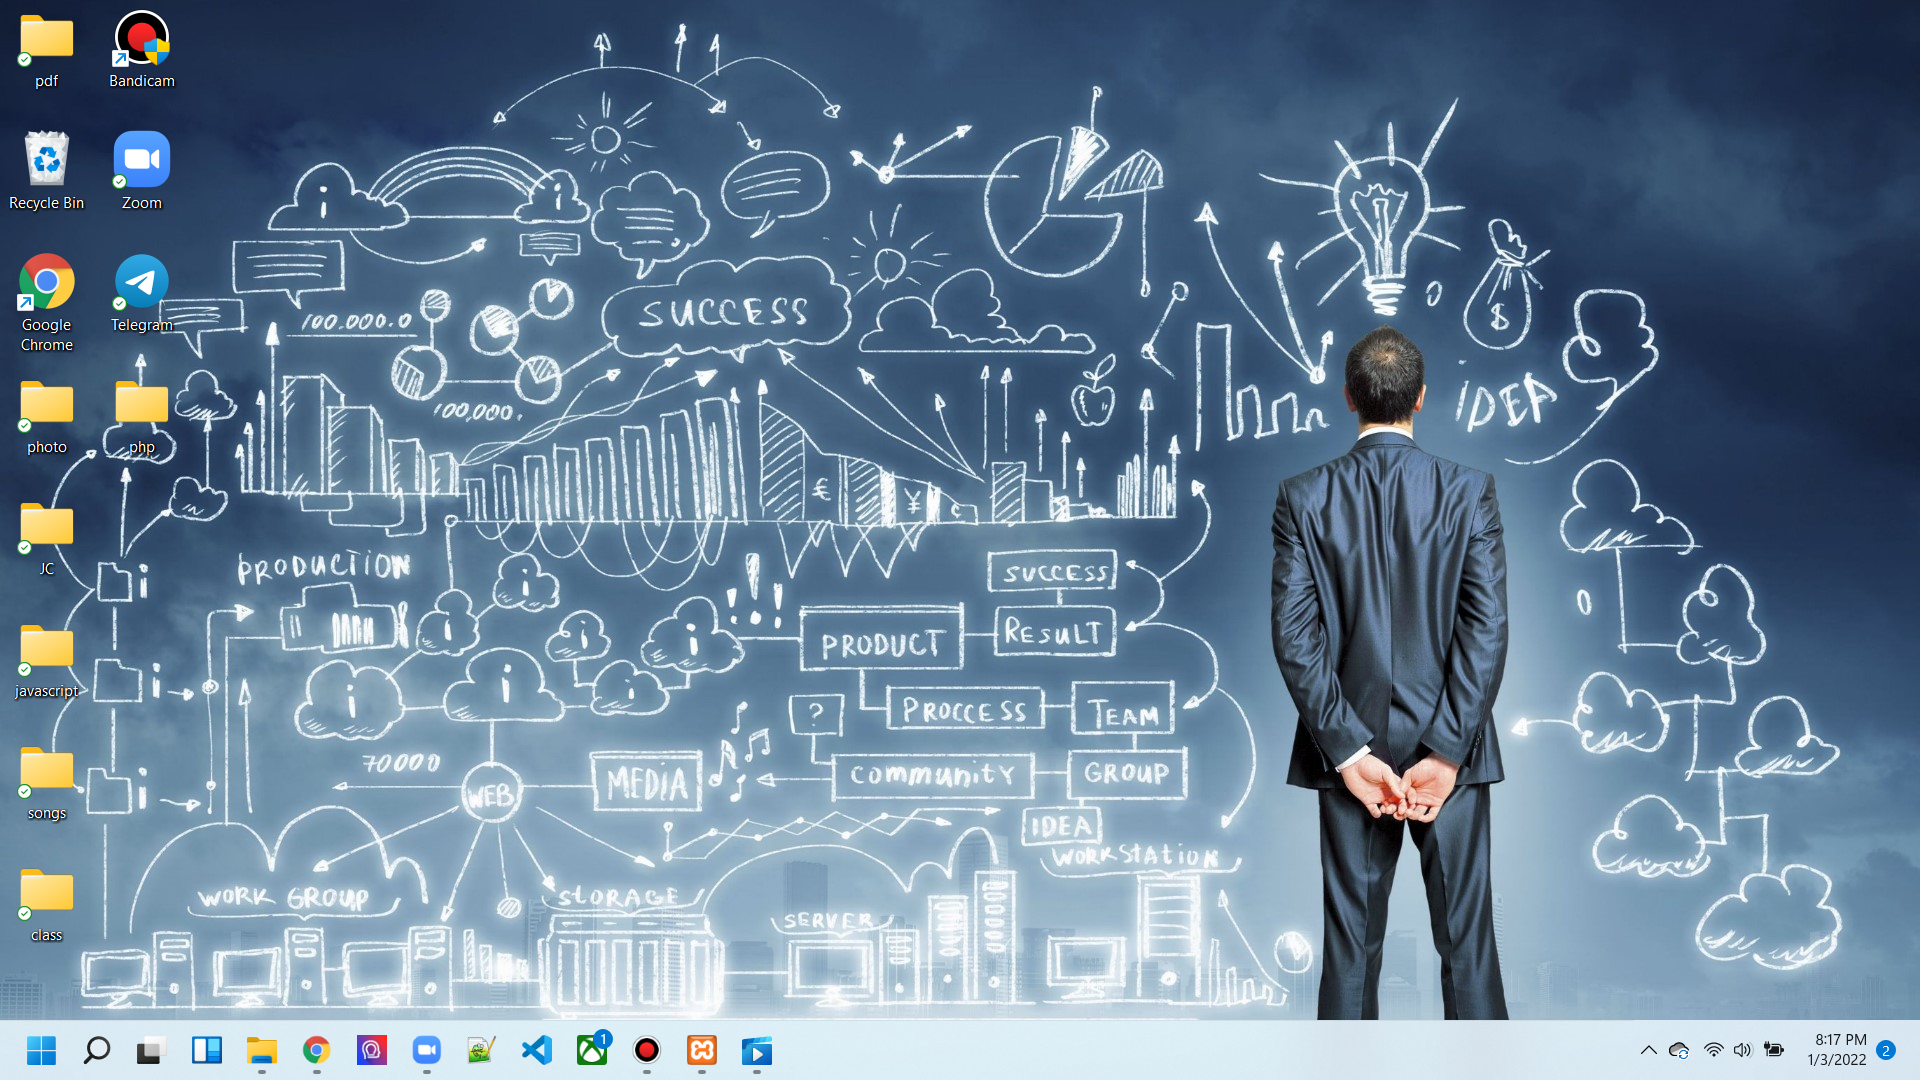 pdf
Bandicam
Recycle Bin
Zoom
Google
Chrome
Telegram
photo
php
JC
javascript
songs
class
i
i
100.000.0
SUCCESS
100,000.
$
IDEA
€
¥
€
0
PRODUCTION
i
i
i
i
i
i
i
i
i
i
!!!
0
SUCCESS
PRODUCT
RESULT
?
PROCCESS
TEAM
70000
WEB
MEDIA
COMMUNITY
GROUP
IDEA
WORKSTATION
WORK GROUP
STORAGE
SERVER
1
8:17 PM
1/3/2022
2